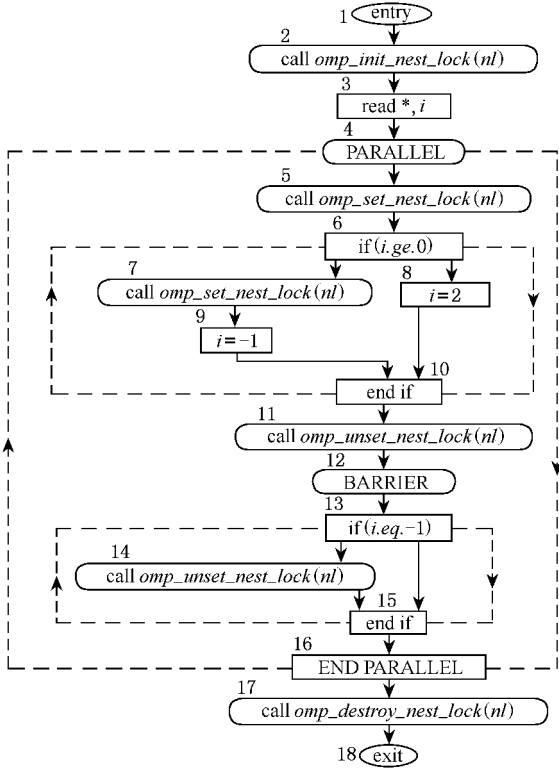 1 entry
2
call omp_init_nest_lock(nl)
3
read *, i
4
PARALLEL
5
call omp_set_nest_lock(nl)
6
if(i.ge.0)
7
call omp_set_nest_lock(nl)
8
i=2
9
i=-1
10
end if
11
call omp_unset_nest_lock(nl)
12
BARRIER
13
if(i.eq.-1)
14
call omp_unset_nest_lock(nl)
15
end if
16
END PARALLEL
17
call omp_destroy_nest_lock(nl)
18 exit